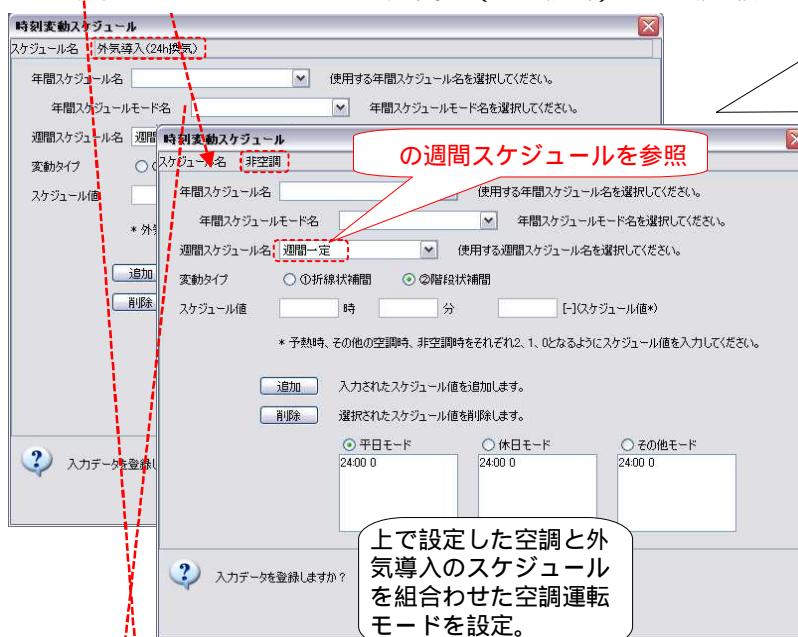 時刻変動スケジュール
スケジュール名 外気導入(24h換気)
年間スケジュール名 使用する年間スケジュール名を選択してください。
年間スケジュールモード名 年間スケジュールモード名を選択してください。
週間スケジュール名 週間
変動タイプ
スケジュール値
* 外
追加
削除
入力データを登録し
時刻変動スケジュール
スケジュール名 非空調
の週間スケジュールを参照
年間スケジュール名 使用する年間スケジュール名を選択してください。
年間スケジュールモード名 年間スケジュールモード名を選択してください。
週間スケジュール名 週間一定 使用する週間スケジュール名を選択してください。
変動タイプ ①折線状補間 ②階段状補間
スケジュール値 時 分 [-](スケジュール値*)
* 予熱時、その他の空調時、非空調時をそれぞれ2、1、0となるようにスケジュール値を入力してください。
追加 入力されたスケジュール値を追加します。
削除 選択されたスケジュール値を削除します。
平日モード 休日モード その他モード
24:00 0 24:00 0 24:00 0
上で設定した空調と外
気導入のスケジュール
を組合わせた空調運転
モードを設定。
入力データを登録しますか?